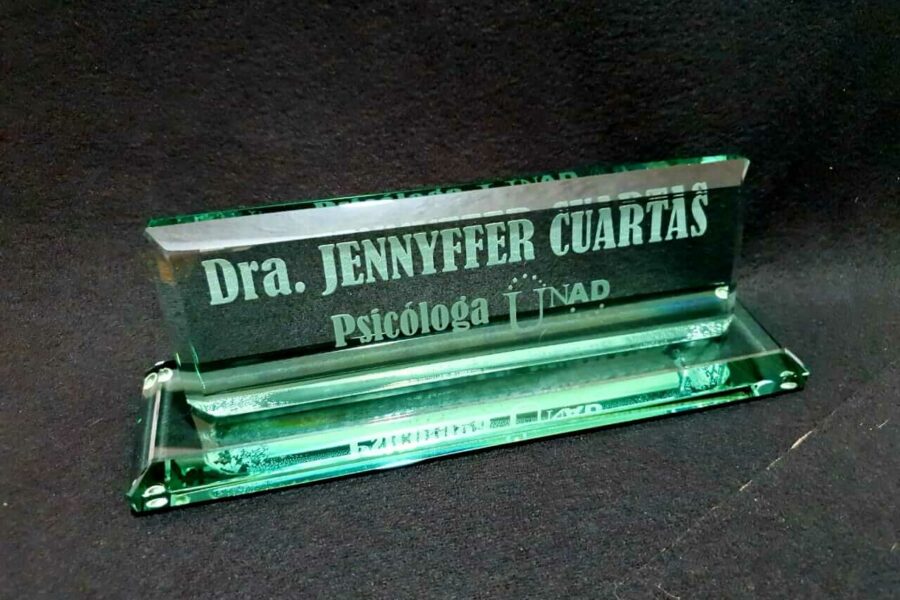 Dra. JENNYFFER CUARTAS
Psicóloga UNAD